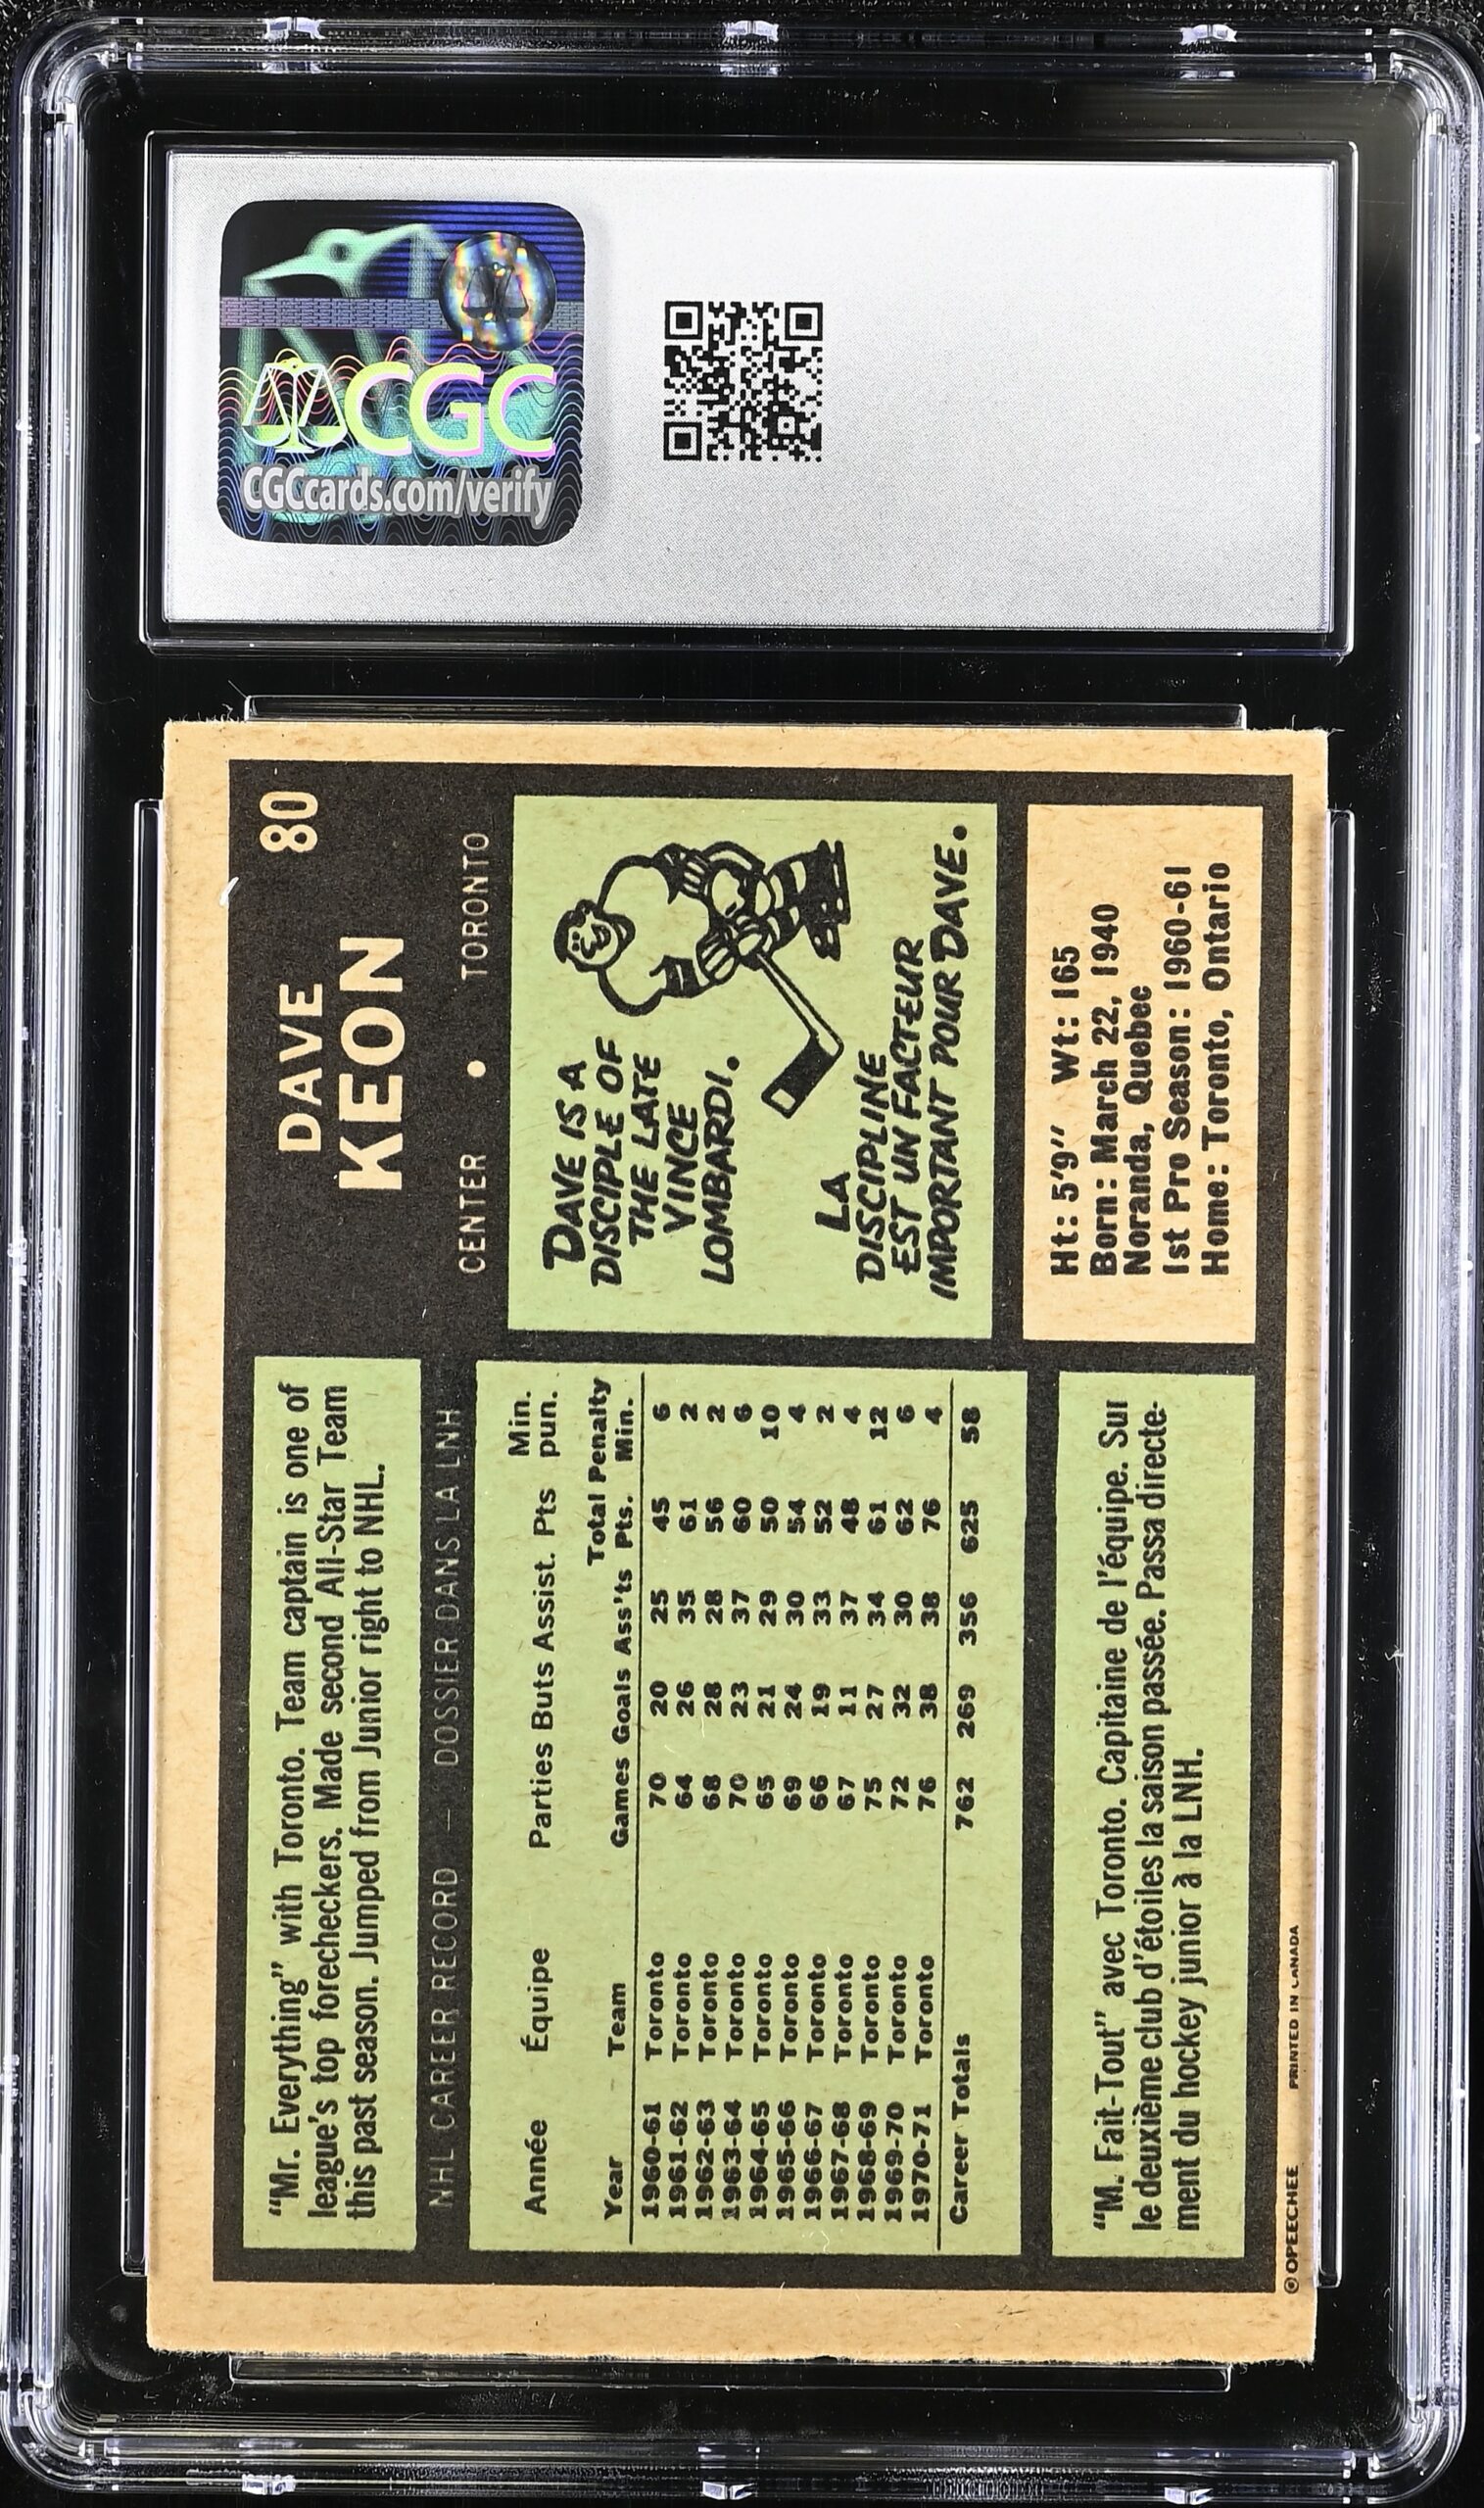 CGC
CGCcards.com/verify
80
DAVE
KEON
CENTER • TORONTO
"Mr. Everything" with Toronto. Team captain is one of
league's top forecheckers. Made second All-Star Team
this past season. Jumped from Junior right to NHL.
NHL CAREER RECORD — DOSSIER DANS LA LNH
Année Équipe Parties Buts Assist. Pts Min. pun.
Year Team Games Goals Ass'ts Total Pts. Penalty Min.
1960-61 Toronto 70 20 25 45 6
1961-62 Toronto 64 26 35 61 2
1962-63 Toronto 68 28 28 56 2
1963-64 Toronto 70 23 37 60 6
1964-65 Toronto 65 21 29 50 10
1965-66 Toronto 69 24 30 54 4
1966-67 Toronto 66 19 33 52 2
1967-68 Toronto 67 11 37 48 4
1968-69 Toronto 75 27 34 61 12
1969-70 Toronto 72 32 30 62 6
1970-71 Toronto 76 38 38 76 4
Career Totals 762 269 356 625 58
"M. Fait-Tout" avec Toronto. Capitaine de l'équipe. Sur
le deuxième club d'étoiles la saison passée. Passa directe-
ment du hockey junior à la LNH.
DAVE IS A
DISCIPLE OF
THE LATE
VINCE
LOMBARDI.
LA
DISCIPLINE
EST UN FACTEUR
IMPORTANT POUR DAVE.
Ht: 5'9" Wt: 165
Born: March 22, 1940
Noranda, Quebec
1st Pro Season: 1960-61
Home: Toronto, Ontario
© OPEECHEE PRINTED IN CANADA